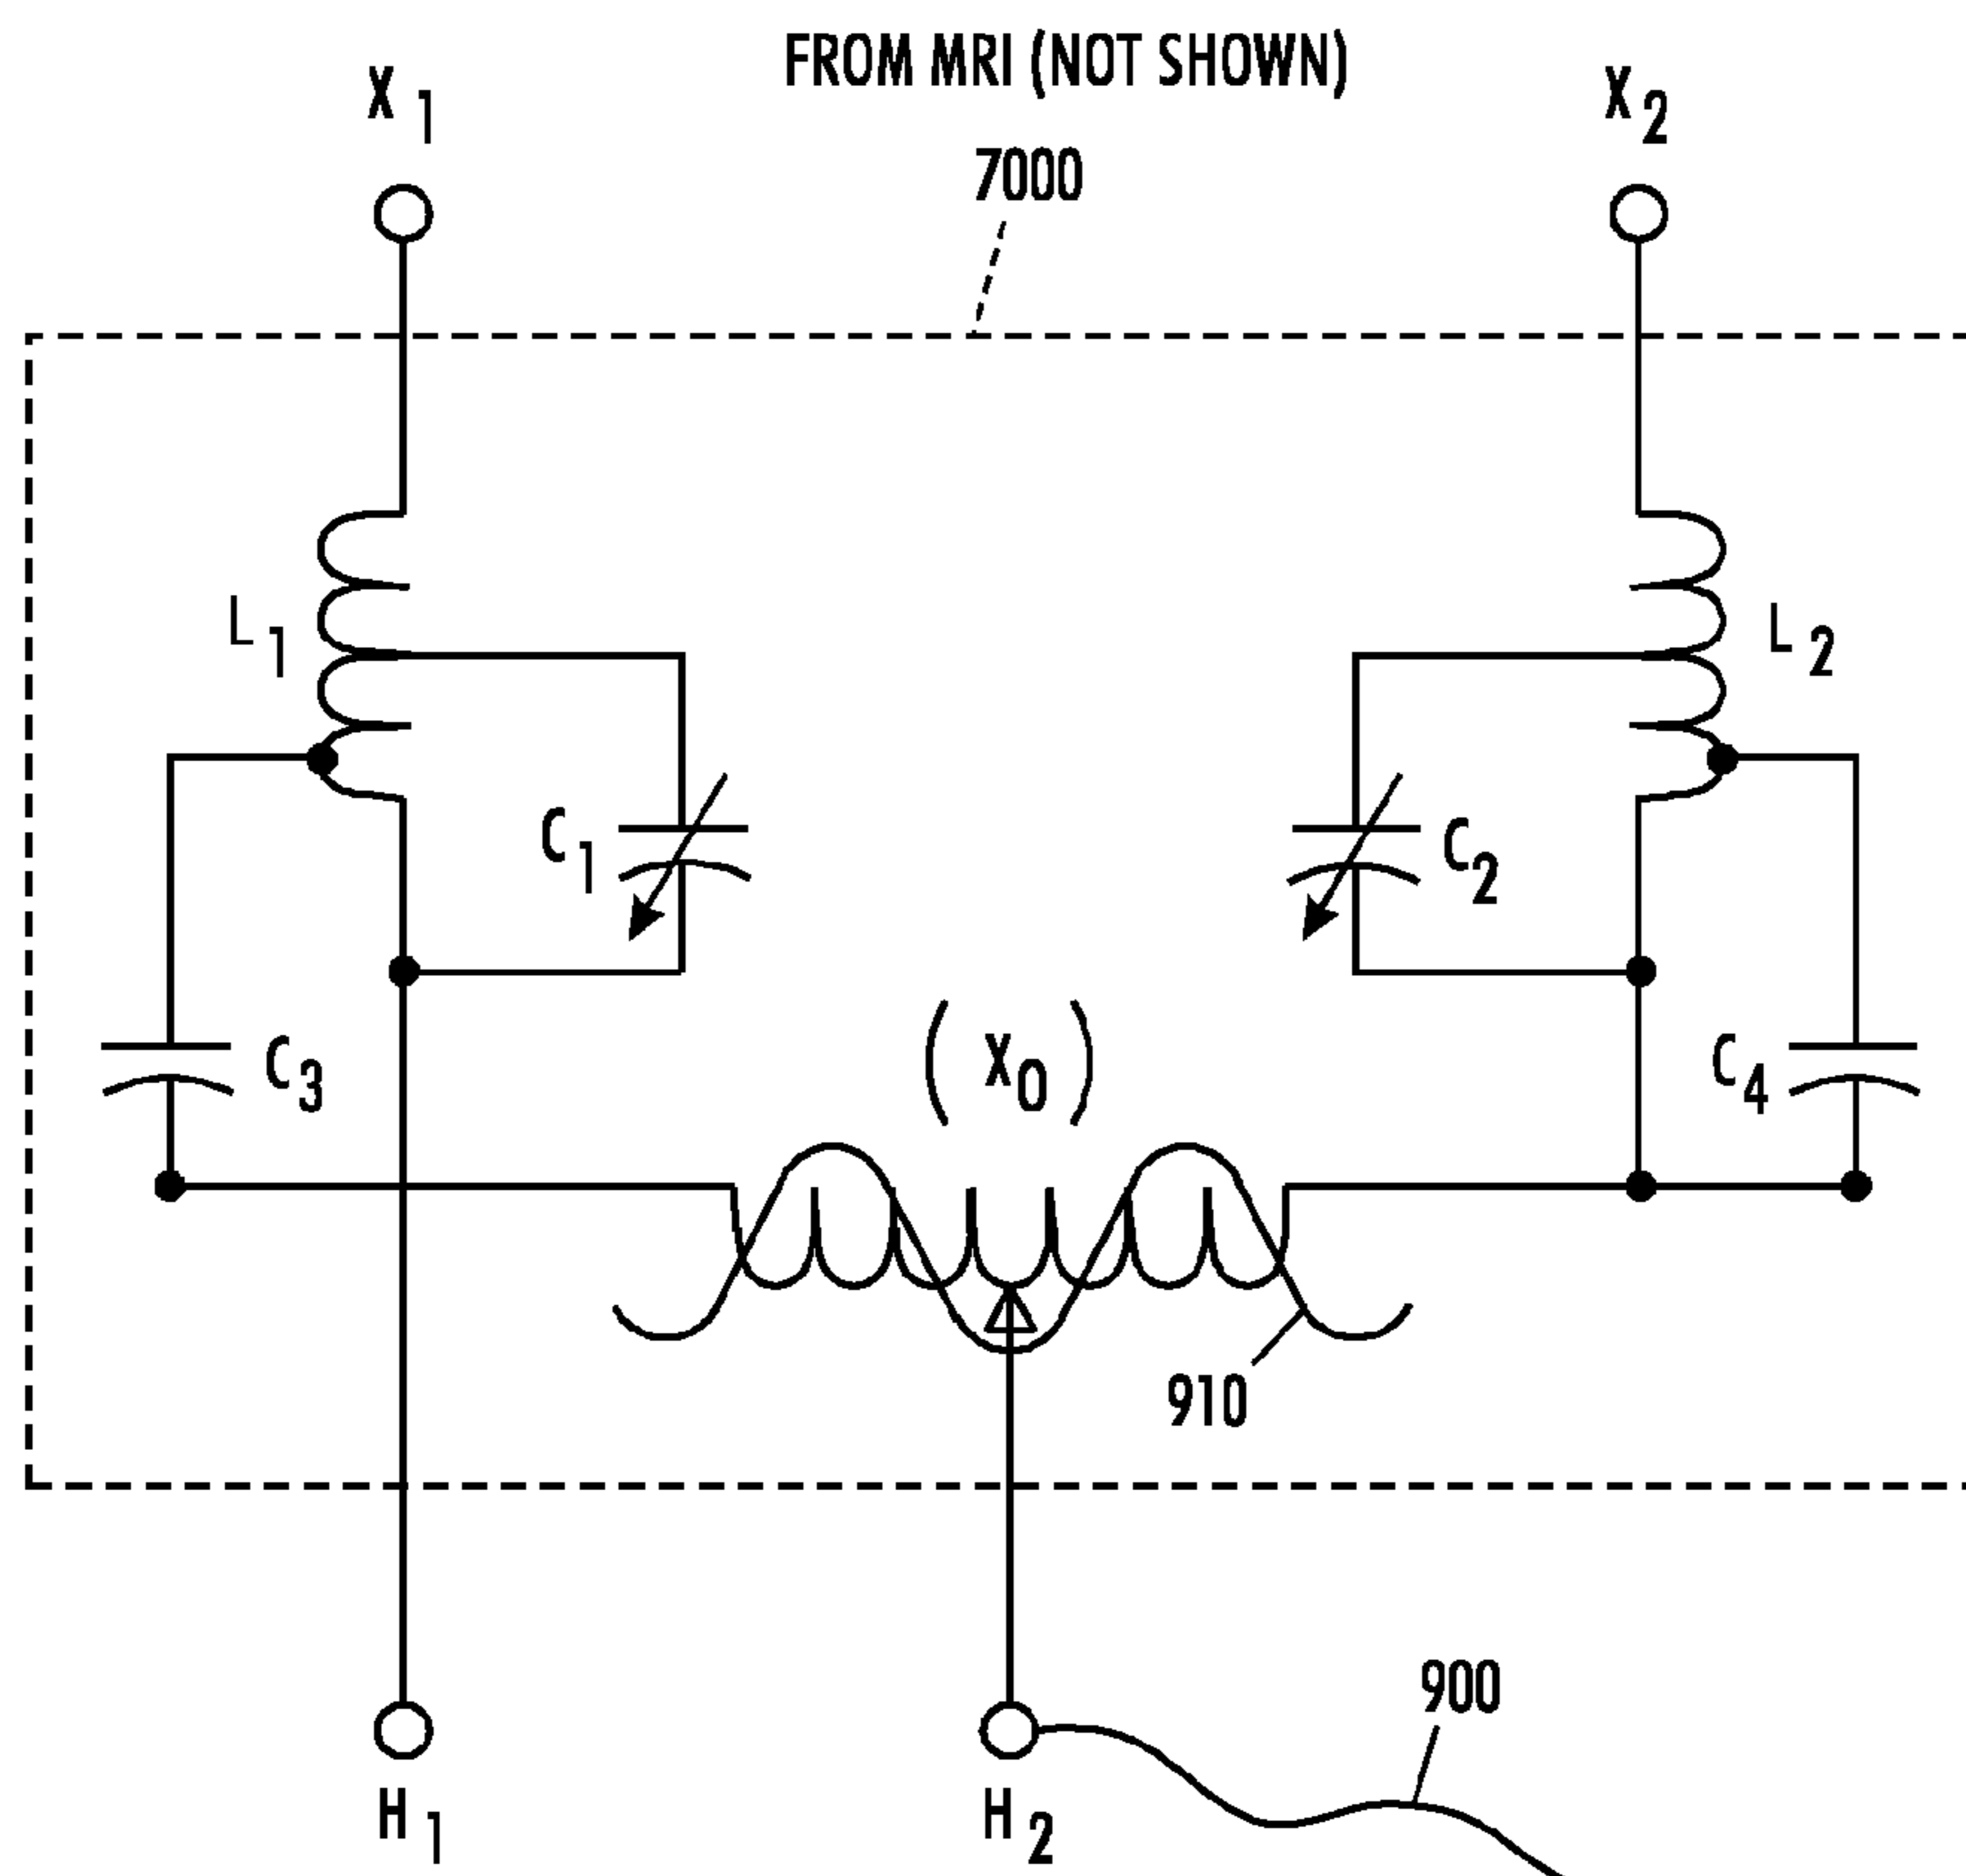 FROM MRI (NOT SHOWN)
X1
X2
7000
L1
L2
C1
C2
C3
(X0)
C4
910
900
H1
H2